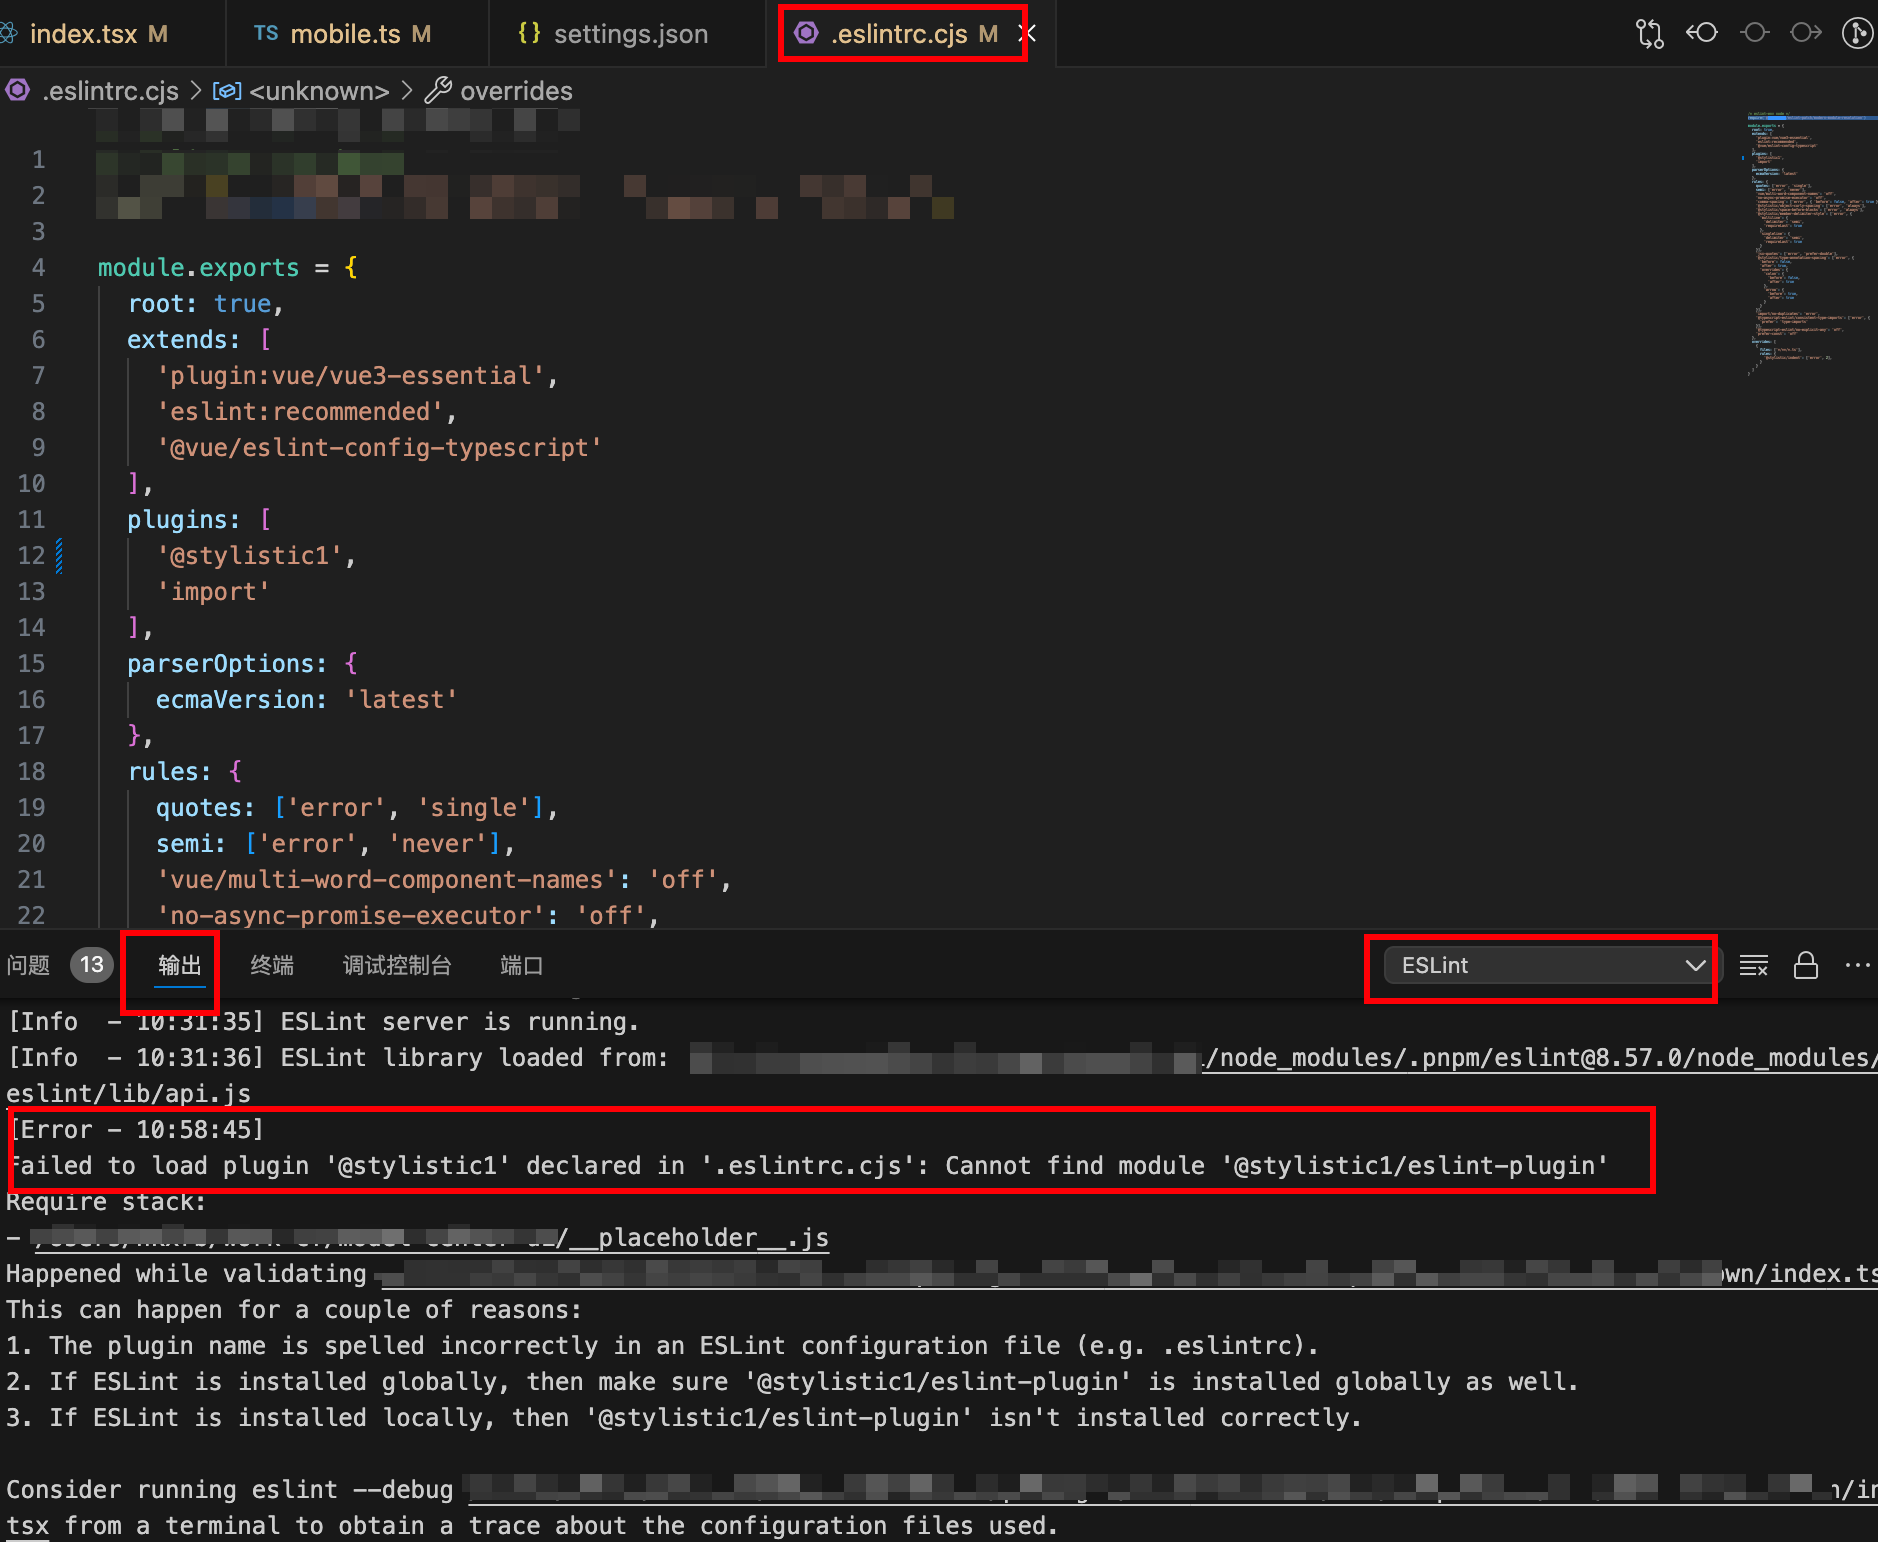 index.tsx M
TS mobile.ts M
{} settings.json
.eslintrc.cjs M
.eslintrc.cjs > <unknown> > overrides
1
2
3
4 module.exports = {
5 root: true,
6 extends: [
7 'plugin:vue/vue3-essential',
8 'eslint:recommended',
9 '@vue/eslint-config-typescript'
10 ],
11 plugins: [
12 '@stylistic1',
13 'import'
14 ],
15 parserOptions: {
16 ecmaVersion: 'latest'
17 },
18 rules: {
19 quotes: ['error', 'single'],
20 semi: ['error', 'never'],
21 'vue/multi-word-component-names': 'off',
22 'no-async-promise-executor': 'off',
问题 13 输出 终端 调试控制台 端口 ESLint
[Info - 10:31:35] ESLint server is running.
[Info - 10:31:36] ESLint library loaded from: /node_modules/.pnpm/eslint@8.57.0/node_modules/
eslint/lib/api.js
[Error - 10:58:45]
Failed to load plugin '@stylistic1' declared in '.eslintrc.cjs': Cannot find module '@stylistic1/eslint-plugin'
Require stack:
- /__placeholder__.js
Happened while validating own/index.ts
This can happen for a couple of reasons:
1. The plugin name is spelled incorrectly in an ESLint configuration file (e.g. .eslintrc).
2. If ESLint is installed globally, then make sure '@stylistic1/eslint-plugin' is installed globally as well.
3. If ESLint is installed locally, then '@stylistic1/eslint-plugin' isn't installed correctly.
Consider running eslint --debug n/in
tsx from a terminal to obtain a trace about the configuration files used.